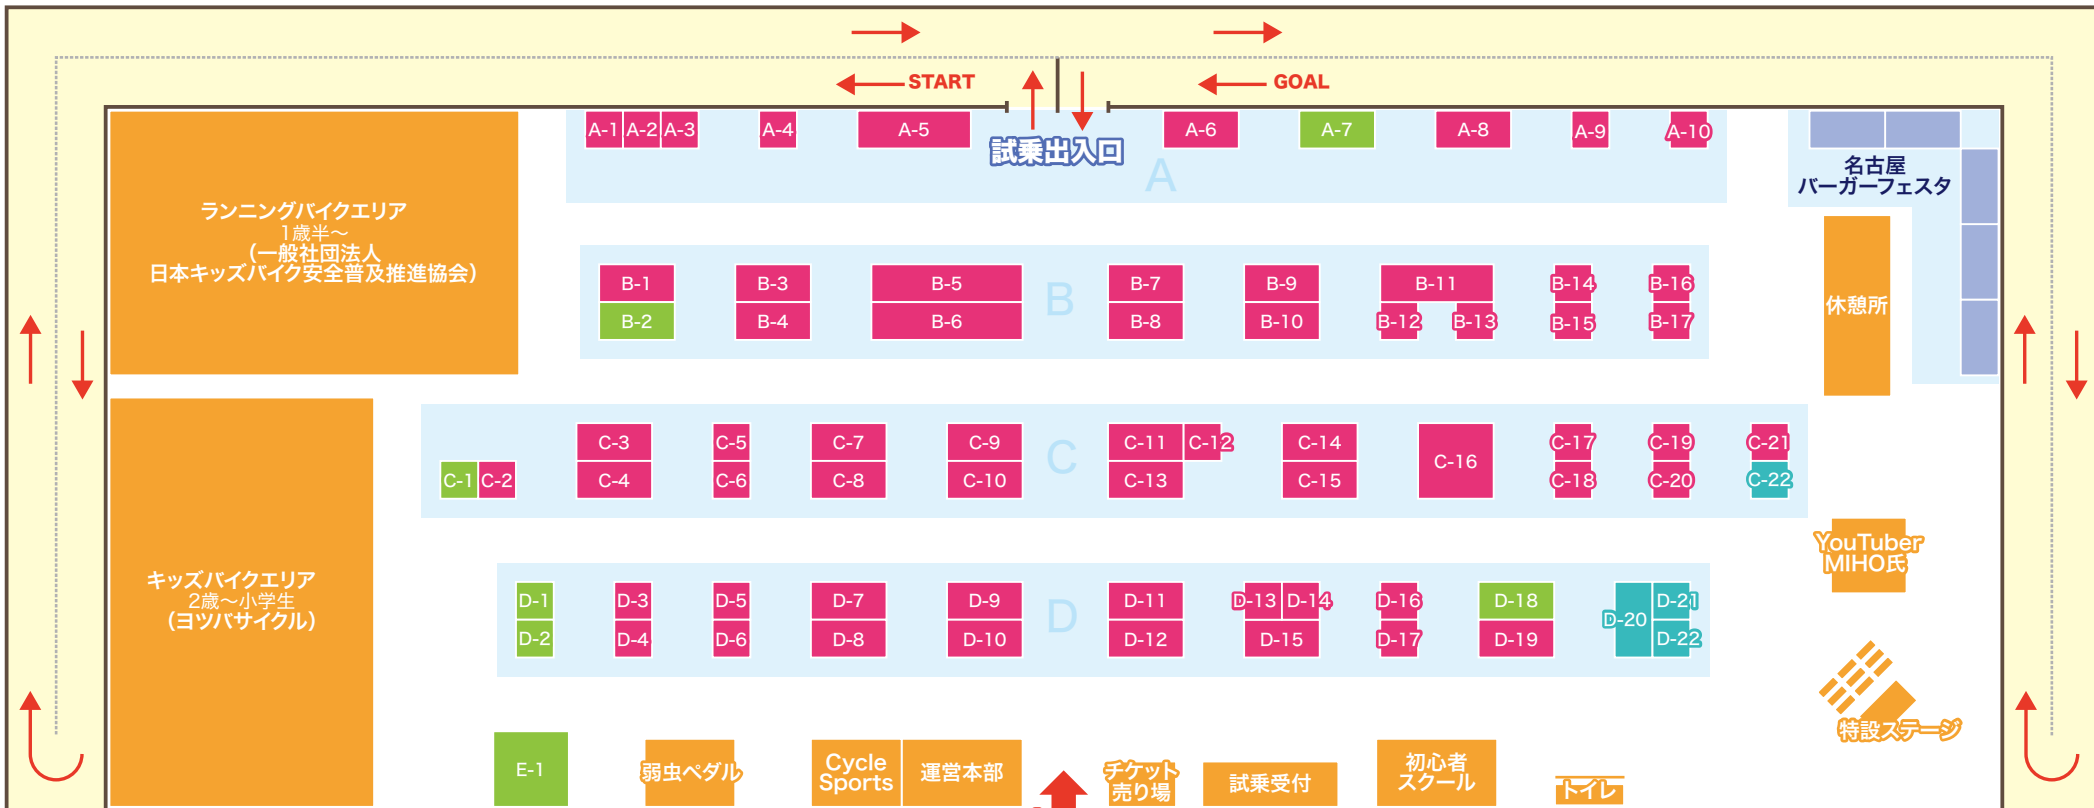 START
GOAL
試乗出入口
A-1 A-2 A-3 A-4 A-5 A-6 A-7 A-8 A-9 A-10
A
名古屋
バーガーフェスタ
ランニングバイクエリア
1歳半～
（一般社団法人
日本キッズバイク安全普及推進協会）
B-1 B-3 B-5 B-7 B-9 B-11 B-14 B-16
B
B-2 B-4 B-6 B-8 B-10 B-12 B-13 B-15 B-17
休憩所
C-3 C-5 C-7 C-9 C-11 C-12 C-14 C-17 C-19 C-21
C
C-16
C-1 C-2 C-4 C-6 C-8 C-10 C-13 C-15 C-18 C-20 C-22
YouTuber
MIHO氏
キッズバイクエリア
2歳～小学生
（ヨツバサイクル）
D-1 D-3 D-5 D-7 D-9 D-11 D-13 D-14 D-16 D-18 D-21
D
D-20
D-2 D-4 D-6 D-8 D-10 D-12 D-15 D-17 D-19 D-22
特設ステージ
E-1
弱虫ペダル
Cycle
Sports
運営本部
チケット
売り場
試乗受付
初心者
スクール
トイレ